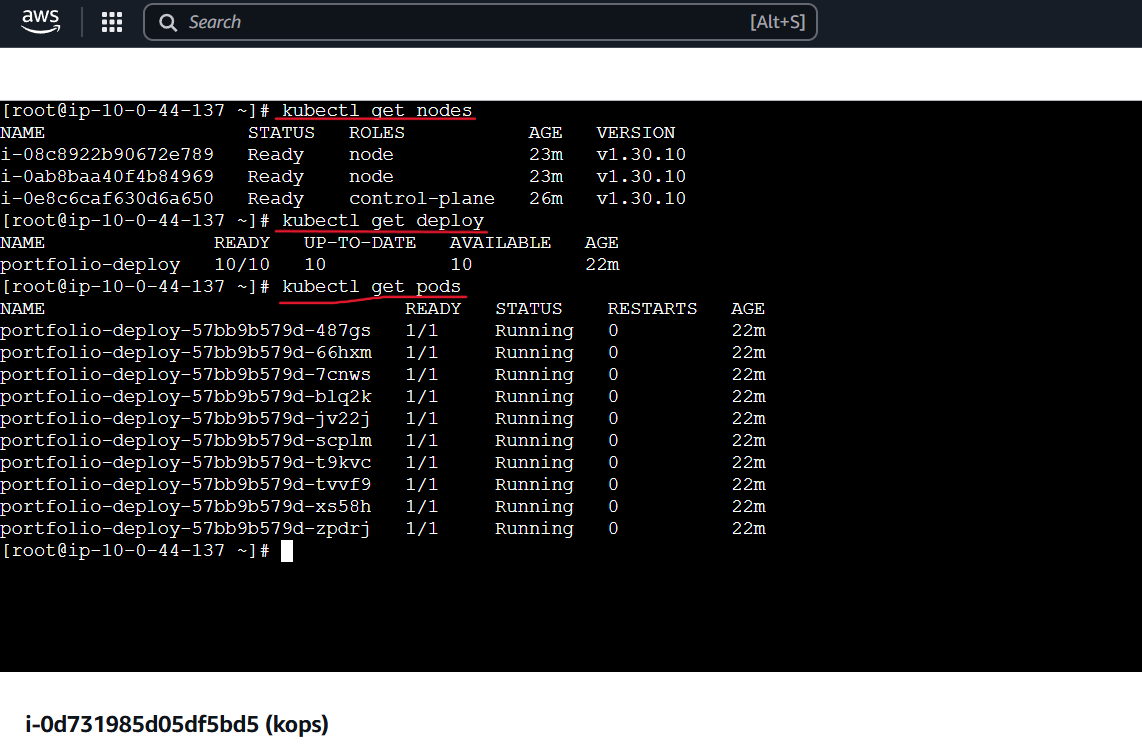 aws Search [Alt+S]
[root@ip-10-0-44-137 ~]# kubectl get nodes
NAME STATUS ROLES AGE VERSION
i-08c8922b90672e789 Ready node 23m v1.30.10
i-0ab8baa40f4b84969 Ready node 23m v1.30.10
i-0e8c6caf630d6a650 Ready control-plane 26m v1.30.10
[root@ip-10-0-44-137 ~]# kubectl get deploy
NAME READY UP-TO-DATE AVAILABLE AGE
portfolio-deploy 10/10 10 10 22m
[root@ip-10-0-44-137 ~]# kubectl get pods
NAME READY STATUS RESTARTS AGE
portfolio-deploy-57bb9b579d-487gs 1/1 Running 0 22m
portfolio-deploy-57bb9b579d-66hxm 1/1 Running 0 22m
portfolio-deploy-57bb9b579d-7cnws 1/1 Running 0 22m
portfolio-deploy-57bb9b579d-blq2k 1/1 Running 0 22m
portfolio-deploy-57bb9b579d-jv22j 1/1 Running 0 22m
portfolio-deploy-57bb9b579d-scplm 1/1 Running 0 22m
portfolio-deploy-57bb9b579d-t9kvc 1/1 Running 0 22m
portfolio-deploy-57bb9b579d-tvvf9 1/1 Running 0 22m
portfolio-deploy-57bb9b579d-xs58h 1/1 Running 0 22m
portfolio-deploy-57bb9b579d-zpdrj 1/1 Running 0 22m
[root@ip-10-0-44-137 ~]#
i-0d731985d05df5bd5 (kops)